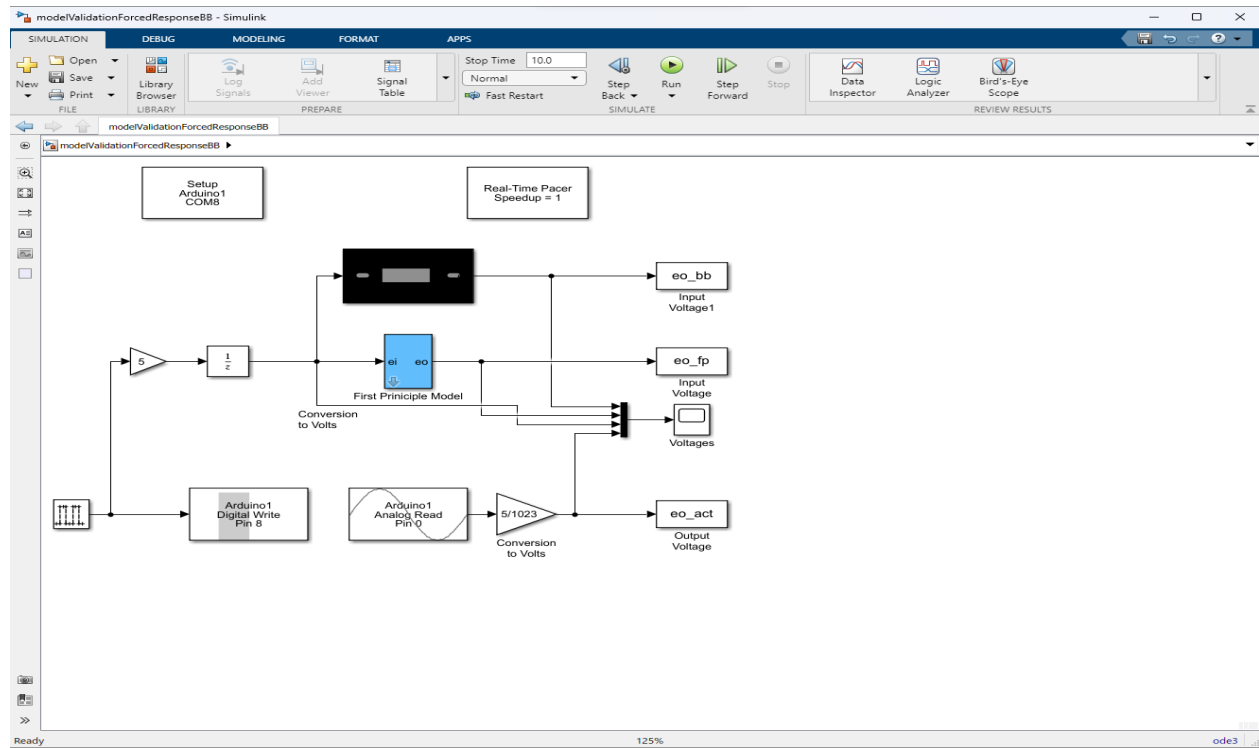 modelValidationForcedResponseBB - Simulink
SIMULATION DEBUG MODELING FORMAT APPS
New
Open
Save
Print
FILE
Library
Browser
LIBRARY
Log
Signals
Add
Viewer
Signal
Table
PREPARE
Stop Time 10.0
Normal
Fast Restart
Step
Back
Run
Step
Forward
Stop
SIMULATE
Data
Inspector
Logic
Analyzer
Bird's-Eye
Scope
REVIEW RESULTS
modelValidationForcedResponseBB
modelValidationForcedResponseBB
Setup
Arduino1
COM8
Real-Time Pacer
Speedup = 1
eo_bb
Input
Voltage1
5
1
z
ei eo
First Priniciple Model
eo_fp
Input
Voltage
Conversion
to Volts
Voltages
Arduino1
Digital Write
Pin 8
Arduino1
Analog Read
Pin 0
5/1023
Conversion
to Volts
eo_act
Output
Voltage
Ready 125% ode3